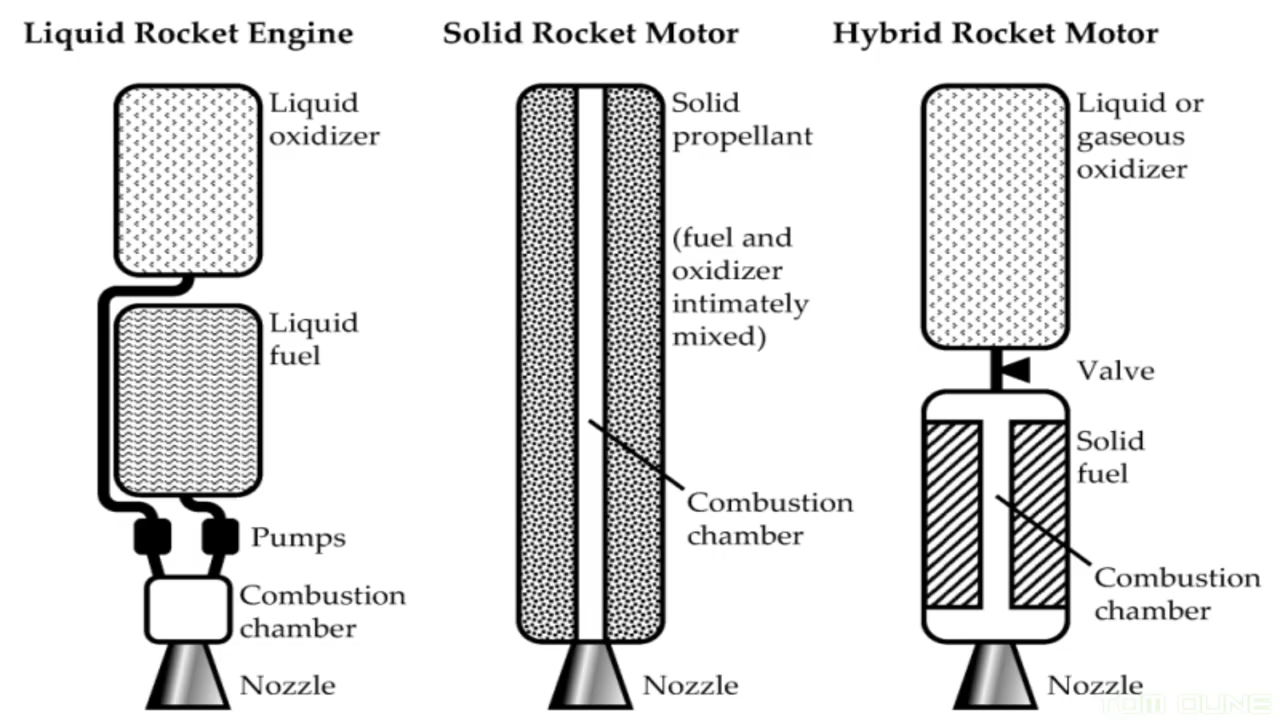 Liquid Rocket Engine
Liquid
oxidizer
Liquid
fuel
Pumps
Combustion
chamber
Nozzle
Solid Rocket Motor
Solid
propellant
(fuel and
oxidizer
intimately
mixed)
Combustion
chamber
Nozzle
Hybrid Rocket Motor
Liquid or
gaseous
oxidizer
Valve
Solid
fuel
Combustion
chamber
Nozzle